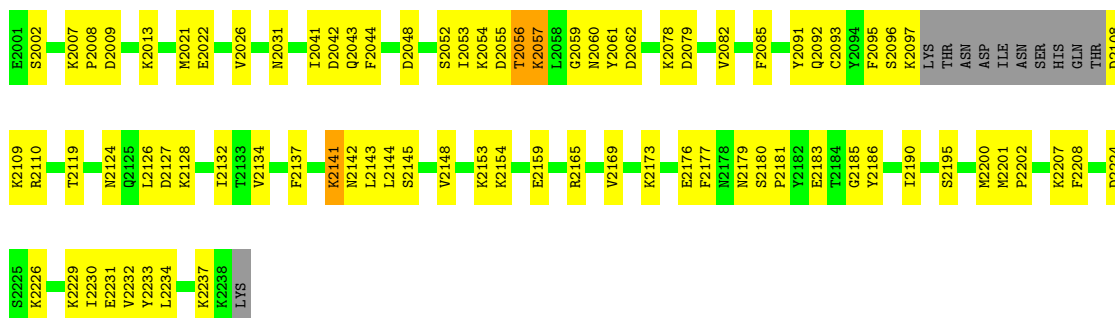 E2001 S2002 K2007 P2008 D2009 K2013 M2021 E2022 V2026 N2031 I2041 D2042 Q2043 F2044 D2048 S2052 I2053 K2054 D2055 T2056 K2057 L2058 G2059 N2060 Y2061 D2062 K2078 D2079 V2082 F2085 Y2091 Q2092 C2093 Y2094 F2095 S2096 K2097 LYS THR ASN ASP ILE ASN SER HIS GLN THR
K2109 R2110 T2119 N2124 Q2125 L2126 D2127 K2128 I2132 T2133 V2134 F2137 K2141 N2142 L2143 L2144 S2145 V2148 K2153 K2154 E2159 R2165 V2169 K2173 E2176 F2177 N2178 N2179 S2180 P2181 Y2182 E2183 T2184 G2185 Y2186 I2190 S2195 M2200 M2201 P2202 K2207 F2208
S2225 K2226 K2229 I2230 E2231 V2232 Y2233 L2234 K2237 K2238 LYS